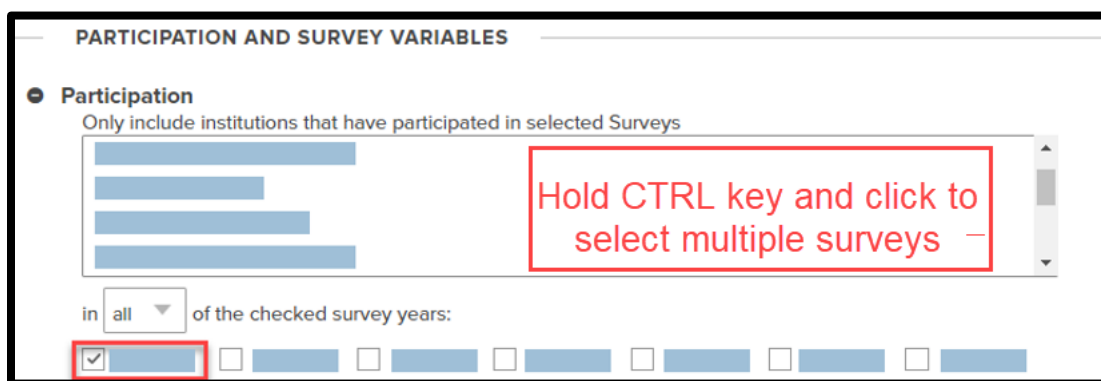 PARTICIPATION AND SURVEY VARIABLES
Participation
Only include institutions that have participated in selected Surveys
Hold CTRL key and click to
select multiple surveys
in all of the checked survey years: